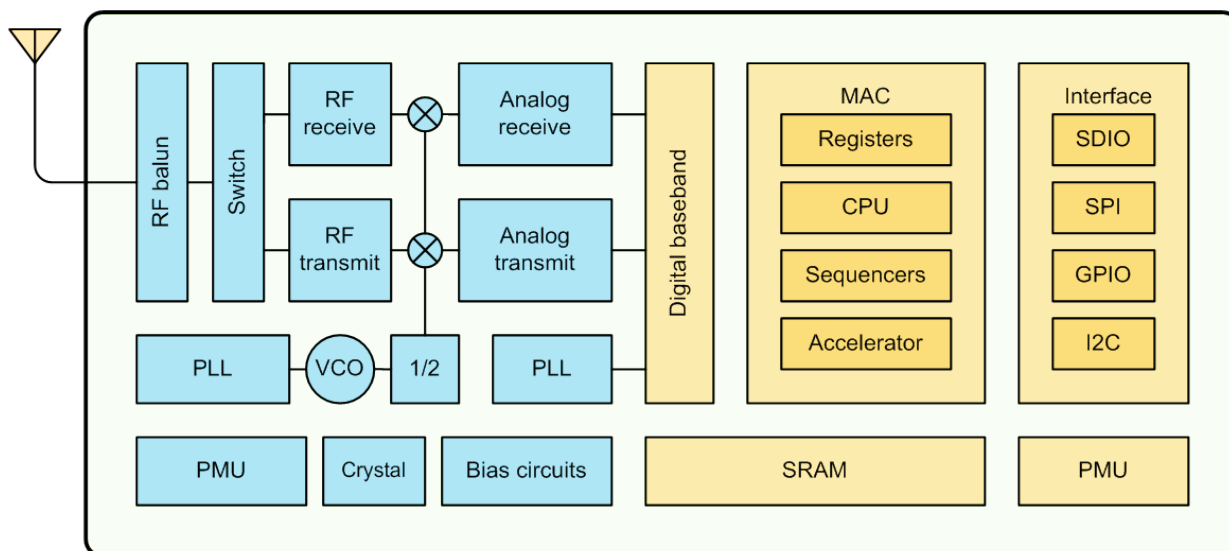 RF balun
Switch
RF
receive
Analog
receive
RF
transmit
Analog
transmit
PLL
VCO
1/2
PLL
Digital baseband
MAC
Registers
CPU
Sequencers
Accelerator
Interface
SDIO
SPI
GPIO
I2C
PMU
Crystal
Bias circuits
SRAM
PMU